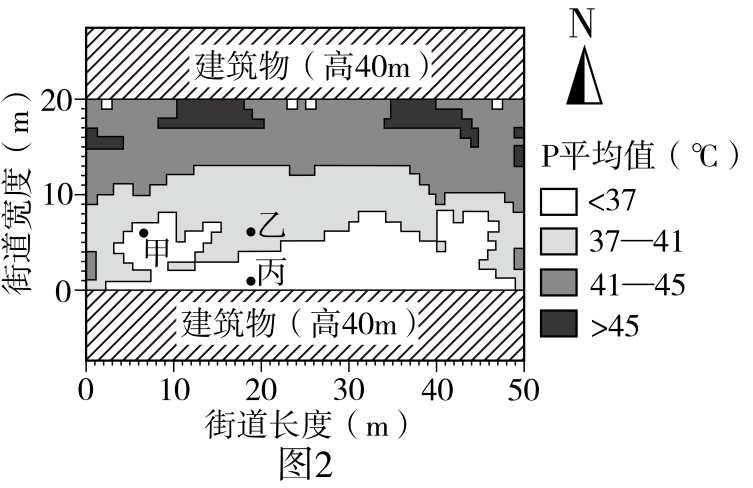 N
建筑物（高40m）
20
10
0
街道宽度（m）
甲
乙
丙
建筑物（高40m）
0 10 20 30 40 50
街道长度（m）
P平均值（℃）
<37
37—41
41—45
>45
图2